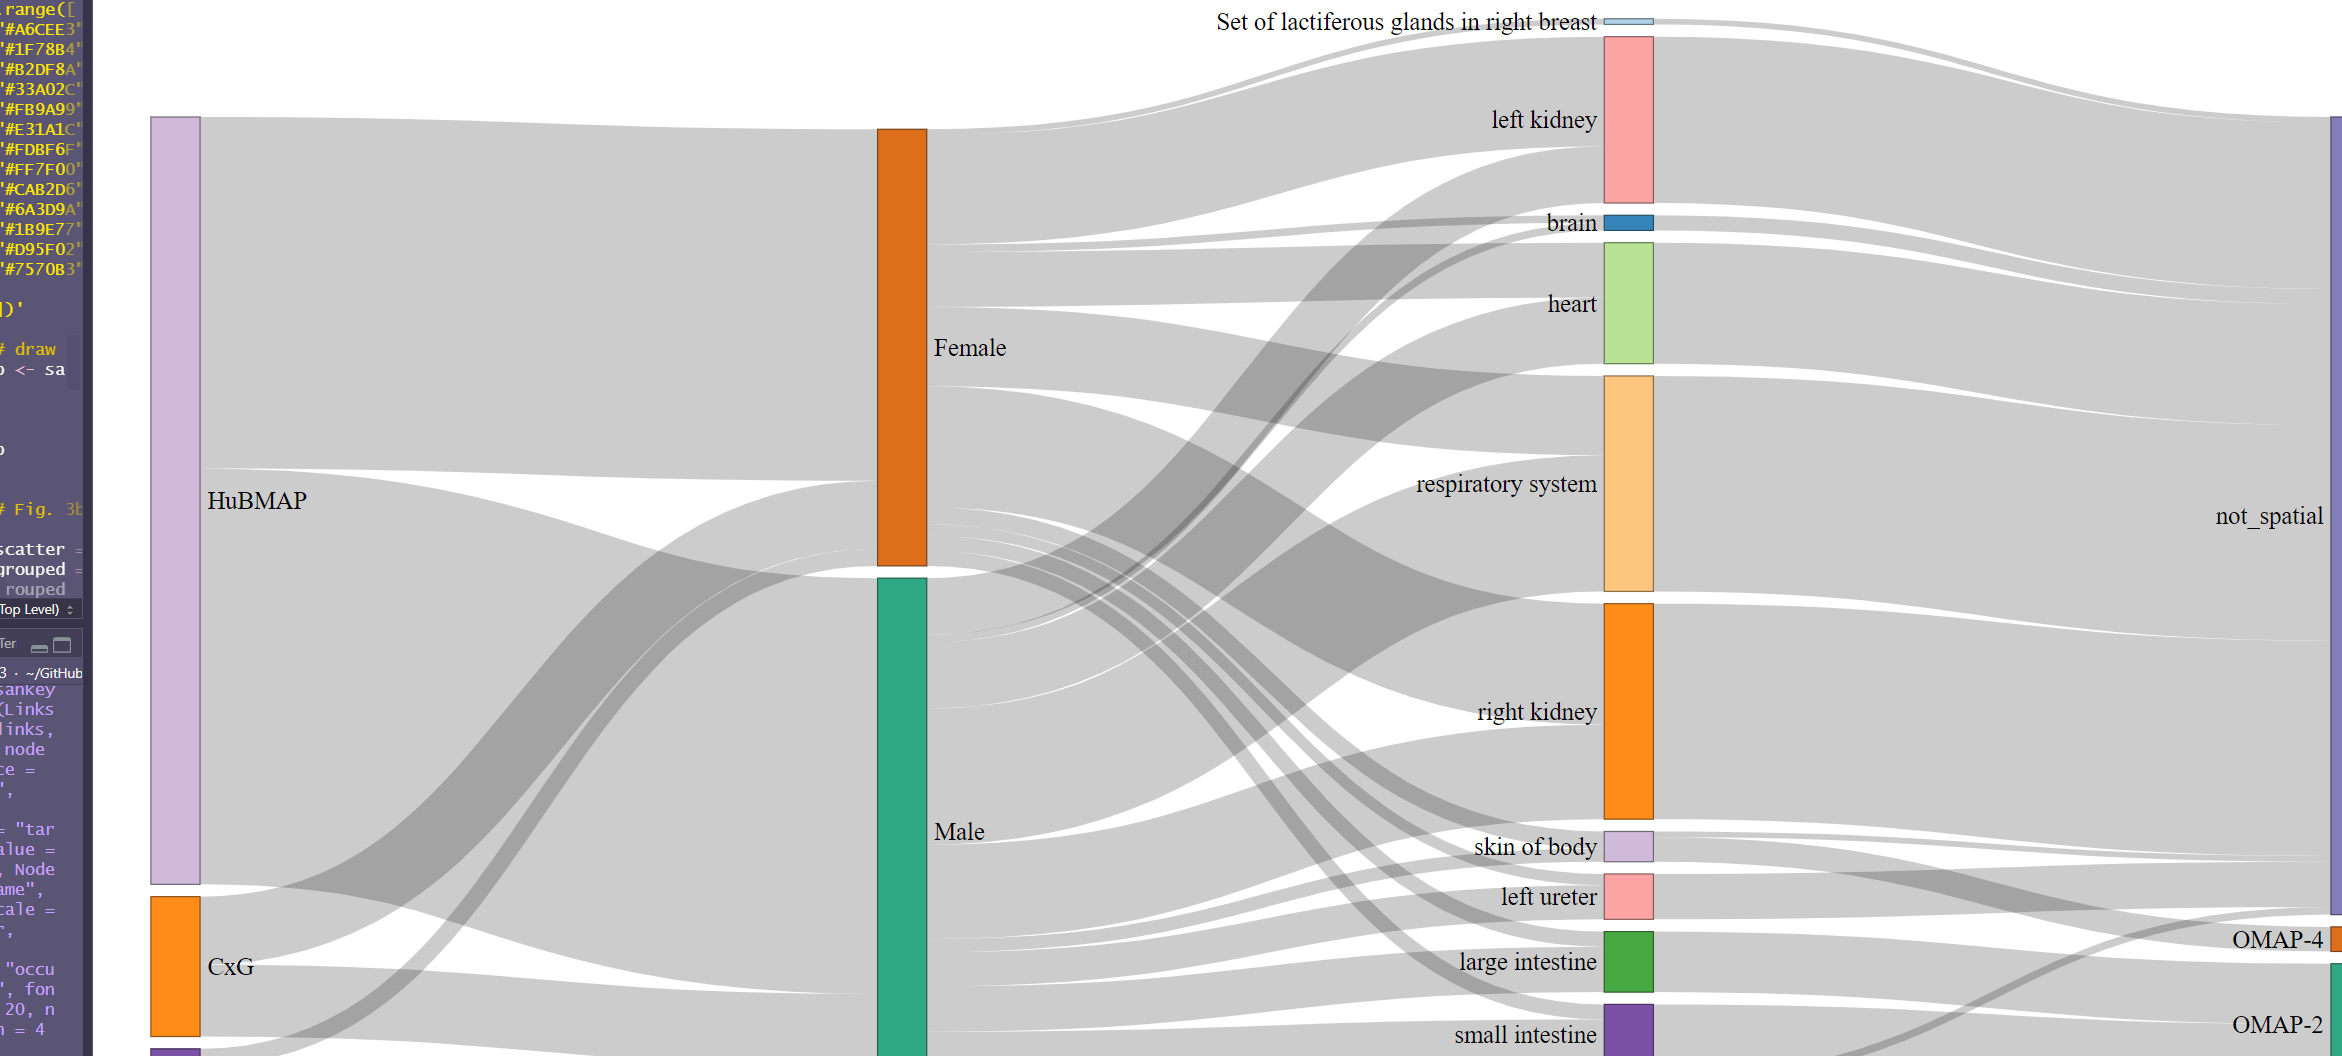 .range([
"#A6CEE3"
"#1F78B4"
"#B2DF8A"
"#33A02C"
"#FB9A99"
"#E31A1C"
"#FDBF6F"
"#FF7F00"
"#CAB2D6"
"#6A3D9A"
"#1B9E77"
"#D95F02"
"#7570B3"
])'
# draw
p <- sa
p
# Fig. 3b
scatter =
grouped =
rouped
Top Level)
Ter
3 · ~/GitHub
sankey
(Links
links,
node
ce =
",
= "tar
alue =
, Node
ame",
cale =
",
"occu
", fon
20, n
h = 4
HuBMAP
CxG
Female
Male
Set of lactiferous glands in right breast
left kidney
brain
heart
respiratory system
right kidney
skin of body
left ureter
large intestine
small intestine
not_spatial
OMAP-4
OMAP-2